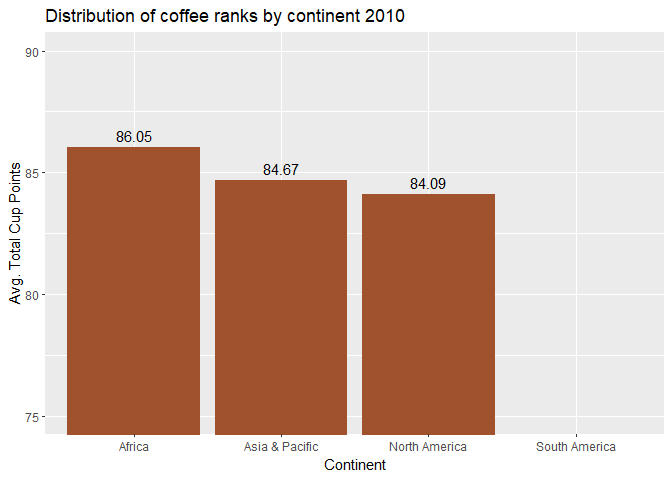 Distribution of coffee ranks by continent 2010
Avg. Total Cup Points
90
85
80
75
86.05
84.67
84.09
Africa
Asia & Pacific
North America
South America
Continent